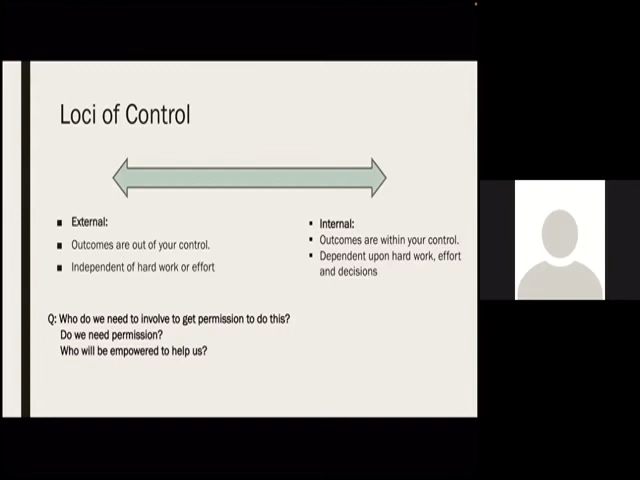 Loci of Control
■ External:
■ Outcomes are out of your control.
■ Independent of hard work or effort
▪ Internal:
▪ Outcomes are within your control.
▪ Dependent upon hard work, effort
and decisions
Q: Who do we need to involve to get permission to do this?
Do we need permission?
Who will be empowered to help us?